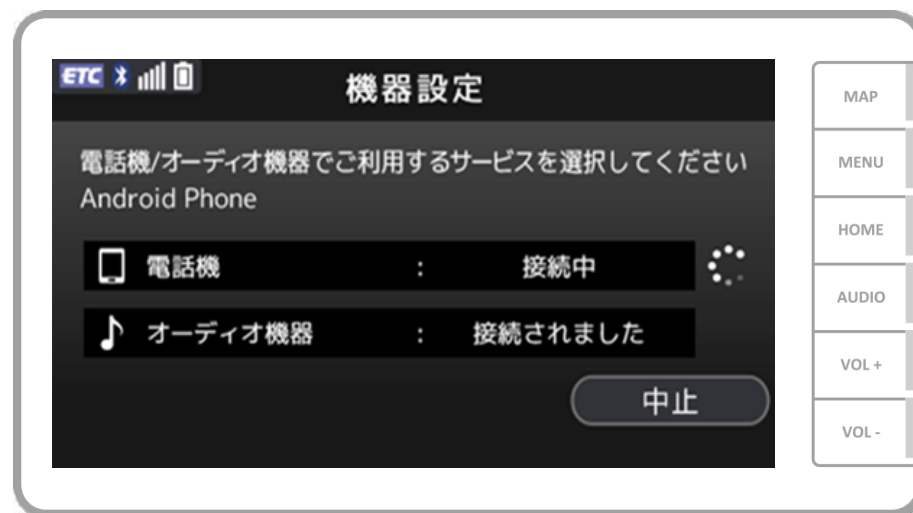 ETC
機器設定
電話機/オーディオ機器でご利用するサービスを選択してください
Android Phone
電話機 : 接続中
オーディオ機器 : 接続されました
中止
MAP
MENU
HOME
AUDIO
VOL +
VOL -